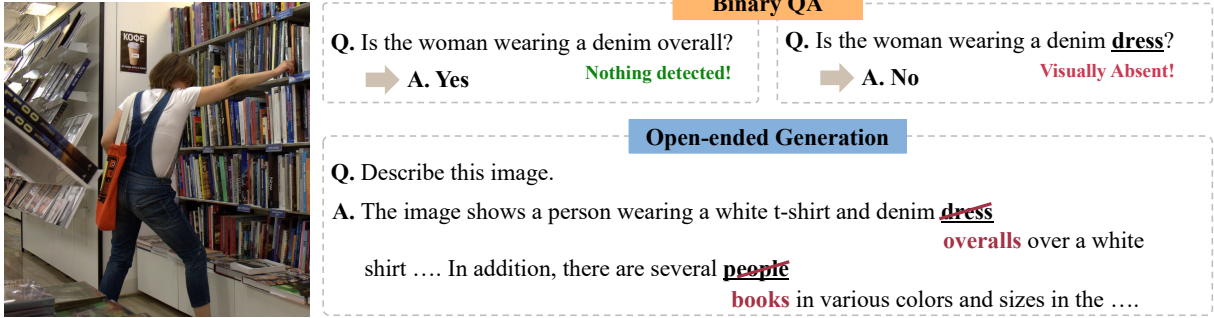 КОФЕ
Binary QA
Q. Is the woman wearing a denim overall?
A. Yes
Nothing detected!
Q. Is the woman wearing a denim dress?
A. No
Visually Absent!
Open-ended Generation
Q. Describe this image.
A. The image shows a person wearing a white t-shirt and denim dress
overalls over a white
shirt …. In addition, there are several people
books in various colors and sizes in the ….